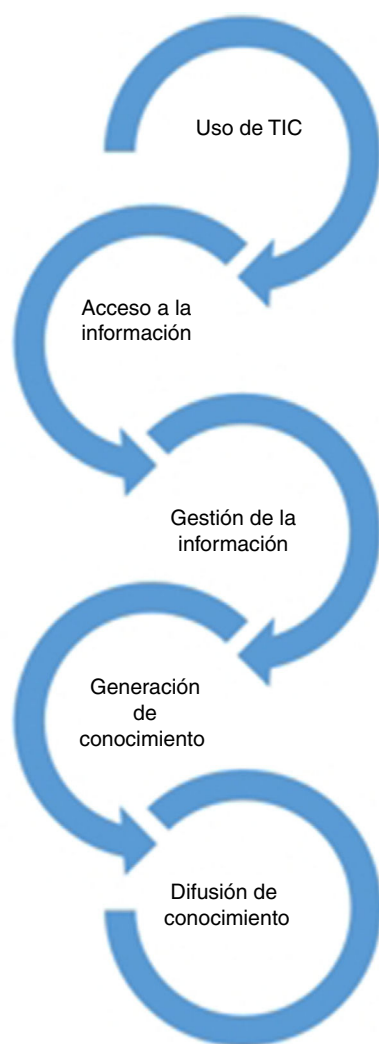 Uso de TIC
Acceso a la
información
Gestión de la
información
Generación
de
conocimiento
Difusión de
conocimiento